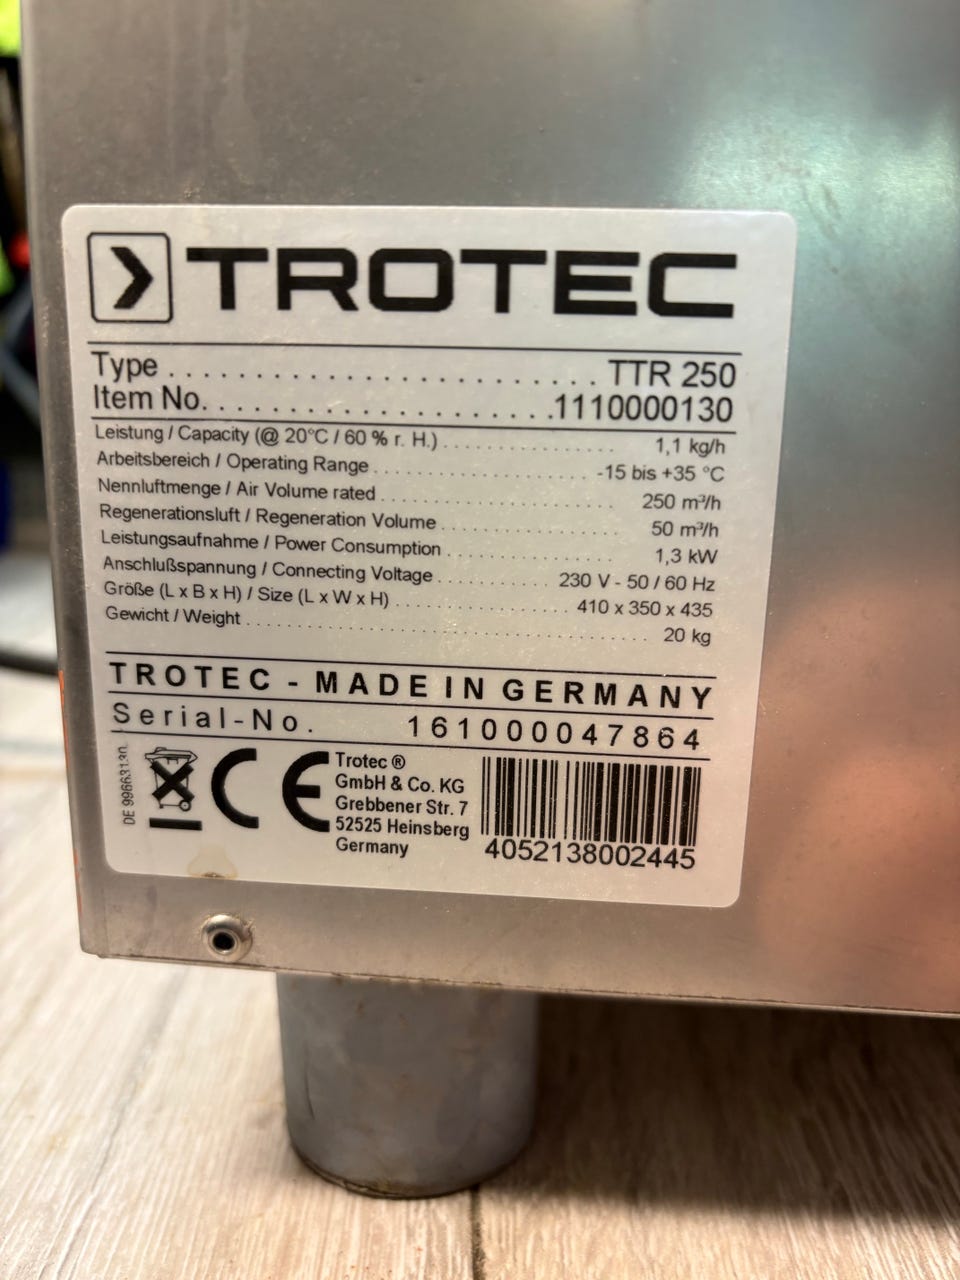 TROTEC
Type . . . . . . . . . . . . . . . . . . . . . . . . . . . TTR 250
Item No. . . . . . . . . . . . . . . . . . . . . . .1110000130
Leistung / Capacity (@ 20°C / 60 % r. H.) . . . . . . . . . . . . . . . 1,1 kg/h
Arbeitsbereich / Operating Range . . . . . . . . . . . . . . . . . . -15 bis +35 °C
Nennluftmenge / Air Volume rated . . . . . . . . . . . . . . . . . . . . 250 m³/h
Regenerationsluft / Regeneration Volume . . . . . . . . . . . . . . . 50 m³/h
Leistungsaufnahme / Power Consumption . . . . . . . . . . . . . . . 1,3 kW
Anschlußspannung / Connecting Voltage . . . . . . . . . . 230 V - 50 / 60 Hz
Größe (L x B x H) / Size (L x W x H) . . . . . . . . . . . . . . . 410 x 350 x 435
Gewicht / Weight . . . . . . . . . . . . . . . . . . . . . . . . . . . . . . . . . . 20 kg
TROTEC - MADE IN GERMANY
Serial-No. 161000047864
DE 99663130
CE
Trotec ®
GmbH & Co. KG
Grebbener Str. 7
52525 Heinsberg
Germany
4052138002445